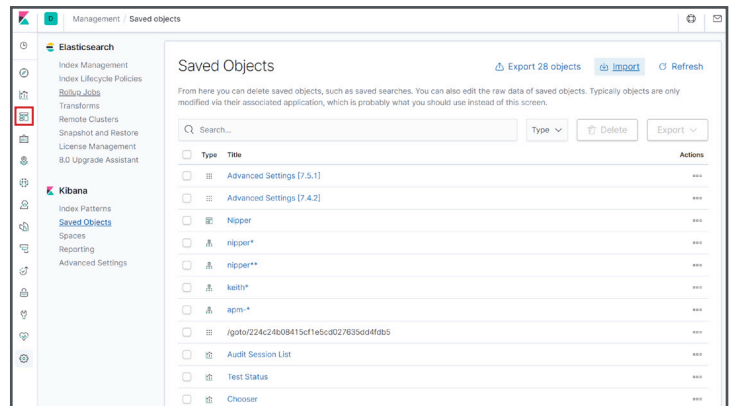 D Management / Saved objects
Elasticsearch
Index Management
Index Lifecycle Policies
Rollup Jobs
Transforms
Remote Clusters
Snapshot and Restore
License Management
8.0 Upgrade Assistant
Kibana
Index Patterns
Saved Objects
Spaces
Reporting
Advanced Settings
Saved Objects
Export 28 objects Import Refresh
From here you can delete saved objects, such as saved searches. You can also edit the raw data of saved objects. Typically objects are only
modified via their associated application, which is probably what you should use instead of this screen.
Search... Type Delete Export
Type Title Actions
Advanced Settings [7.5.1]
Advanced Settings [7.4.2]
Nipper
nipper*
nipper**
keith*
apm-*
/goto/224c24b08415cf1e5cd027635dd4fdb5
Audit Session List
Test Status
Chooser